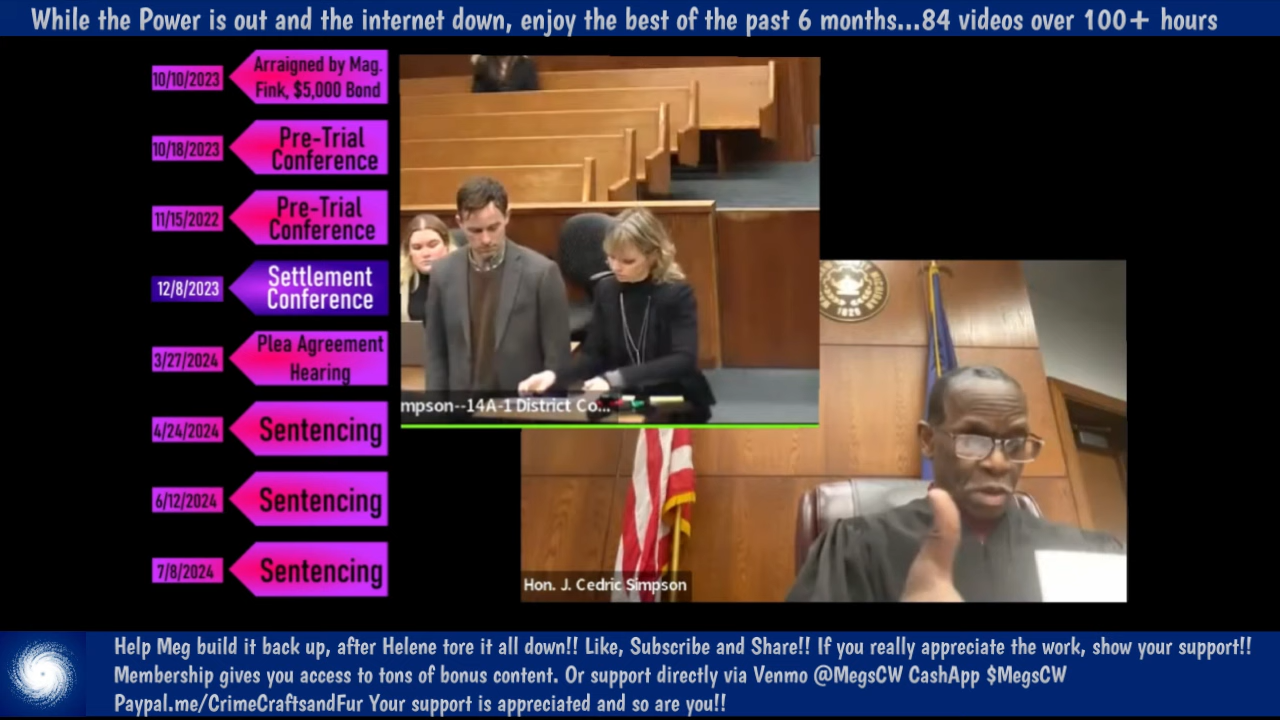 While the Power is out and the internet down, enjoy the best of the past 6 months...84 videos over 100+ hours
10/10/2023
Arraigned by Mag.
Fink, $5,000 Bond
10/18/2023
Pre-Trial
Conference
11/15/2022
Pre-Trial
Conference
12/8/2023
Settlement
Conference
3/27/2024
Plea Agreement
Hearing
4/24/2024
Sentencing
6/12/2024
Sentencing
7/8/2024
Sentencing
mpson--14A-1 District Co...
Hon. J. Cedric Simpson
Help Meg build it back up, after Helene tore it all down!! Like, Subscribe and Share!! If you really appreciate the work, show your support!!
Membership gives you access to tons of bonus content. Or support directly via Venmo @MegsCW CashApp $MegsCW
Paypal.me/CrimeCraftsandFur Your support is appreciated and so are you!!